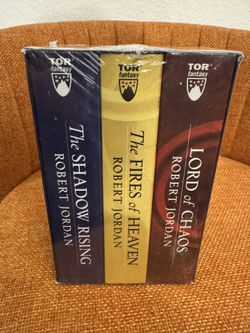 TOR
fantasy
The SHADOW RISING
ROBERT JORDAN
TOR
fantasy
The FIRES of HEAVEN
ROBERT JORDAN
TOR
fantasy
LORD OF CHAOS
ROBERT JORDAN